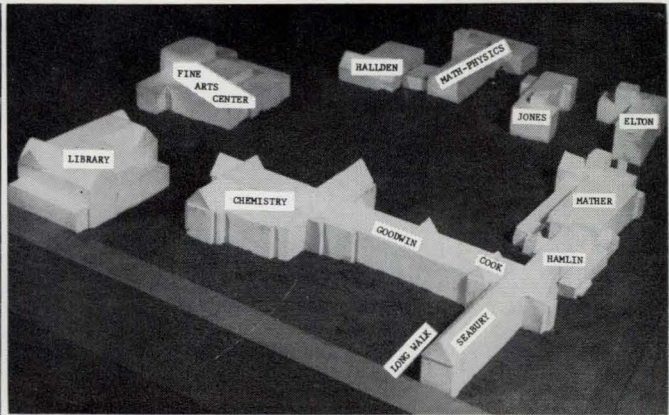 FINE
ARTS
CENTER
HALLDEN
MATH-PHYSICS
JONES
ELTON
LIBRARY
CHEMISTRY
MATHER
GOODWIN
COOK
HAMLIN
LONG WALK
SEABURY